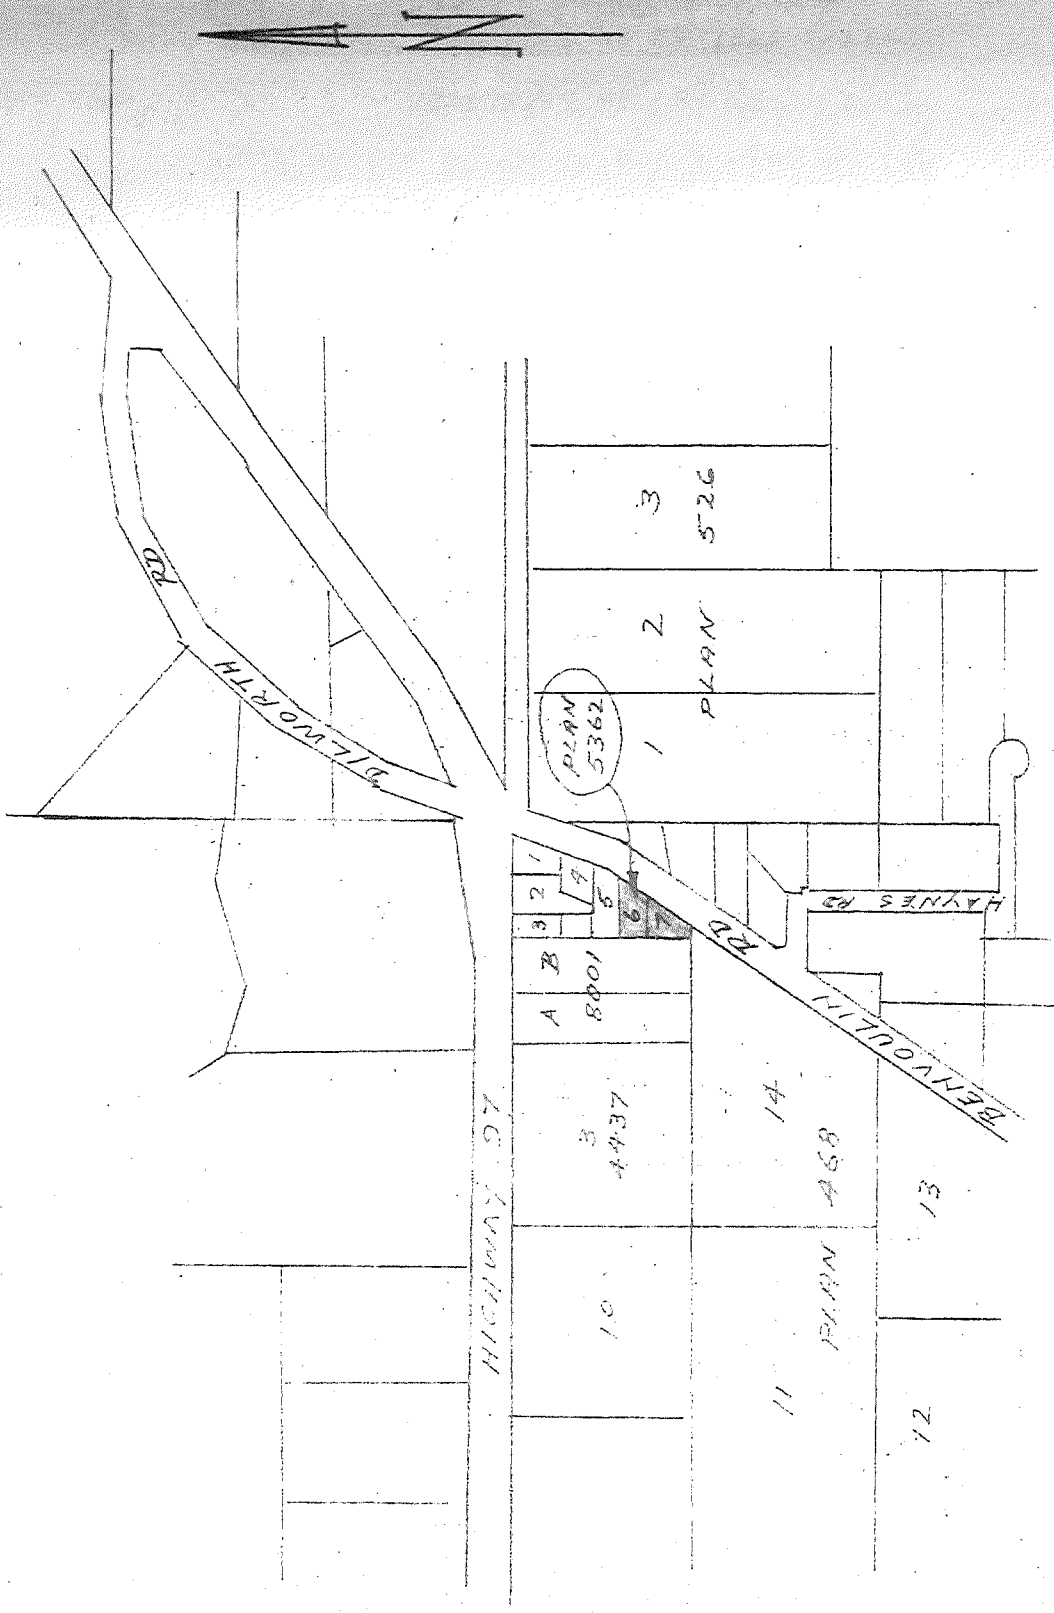 N
DILWORTH RD
HIGHWAY 97
PLAN
5362
1
2
3
4
5
6
7
A
B
8001
3
4437
10
11
14
PLAN 468
12
13
1
2
3
PLAN 526
BENVOULIN RD
HAYNES RD